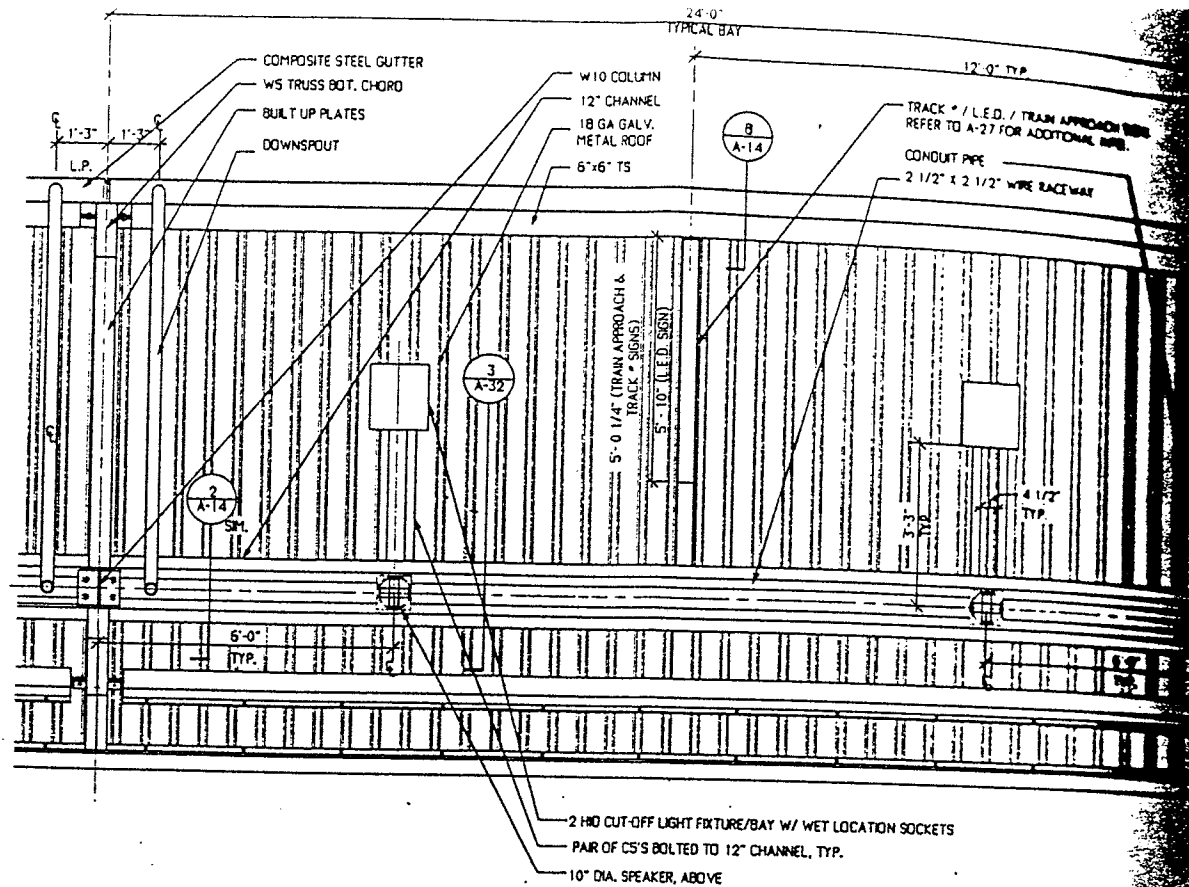 24'-0"
TYPICAL BAY
12'-0" TYP.
COMPOSITE STEEL GUTTER
W5 TRUSS BOT. CHORD
BUILT UP PLATES
DOWNSPOUT
W10 COLUMN
12" CHANNEL
18 GA GALV.
METAL ROOF
6"x6" TS
8
A-14
TRACK # / L.E.D. / TRAIN APPROACH
REFER TO A-27 FOR ADDITIONAL
CONDUIT PIPE
2 1/2" X 2 1/2" WIRE RACEWAY
℄
℄
1'-3"
1'-3"
L.P.
5'-0 1/4" (TRAIN APPROACH &
TRACK # SIGNS)
5'-10" (L.E.D. SIGN)
3
A-32
℄
2
A-14
SIM.
3'-3"
TYP.
4 1/2"
TYP.
6'-0"
TYP.
℄
℄
6'-0"
TYP.
2 HID CUT-OFF LIGHT FIXTURE/BAY W/ WET LOCATION SOCKETS
PAIR OF C5'S BOLTED TO 12" CHANNEL, TYP.
10" DIA. SPEAKER, ABOVE